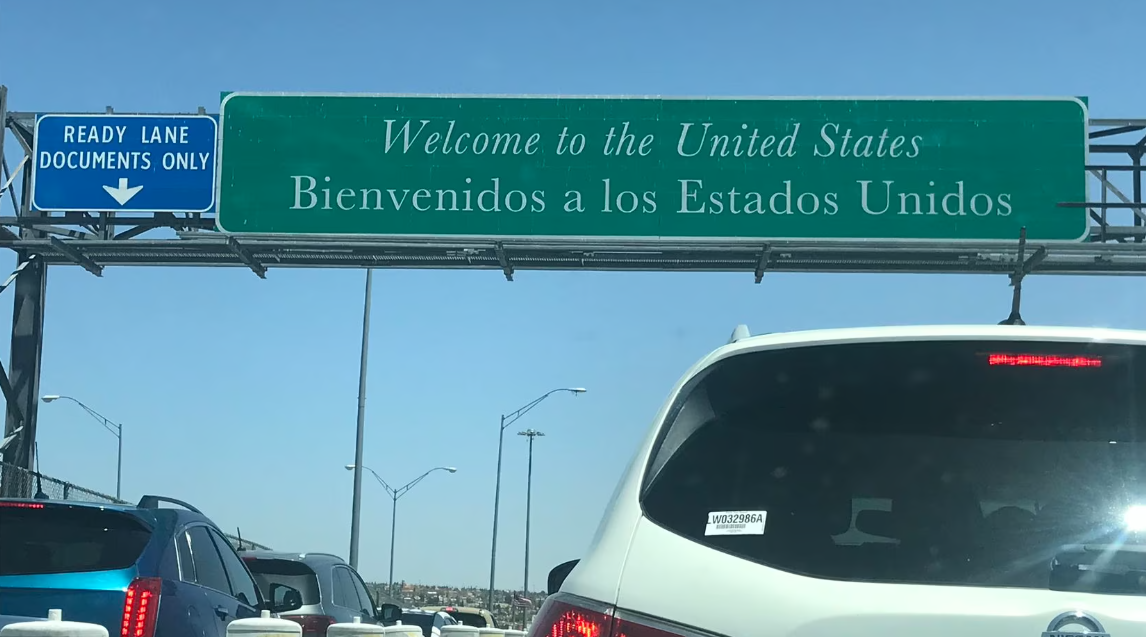 READY LANE
DOCUMENTS ONLY
Welcome to the United States
Bienvenidos a los Estados Unidos
LW032986A